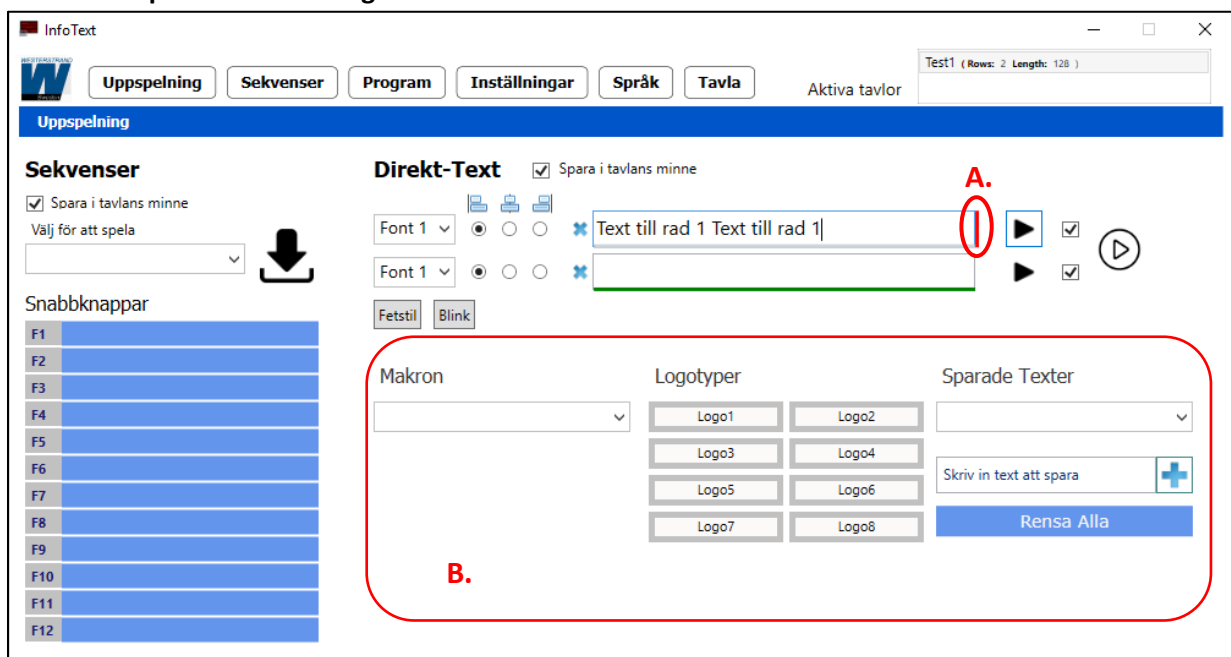 InfoText
WESTERSTRAND
Uppspelning Sekvenser Program Inställningar Språk Tavla Aktiva tavlor
Test1 ( Rows: 2 Length: 128 )
Uppspelning
Sekvenser
Spara i tavlans minne
Välj för att spela
Snabbknappar
F1
F2
F3
F4
F5
F6
F7
F8
F9
F10
F11
F12
Direkt-Text Spara i tavlans minne
A.
Font 1 Text till rad 1 Text till rad 1
Font 1
Fetstil Blink
Makron
Logotyper
Logo1 Logo2
Logo3 Logo4
Logo5 Logo6
Logo7 Logo8
Sparade Texter
Skriv in text att spara
Rensa Alla
B.